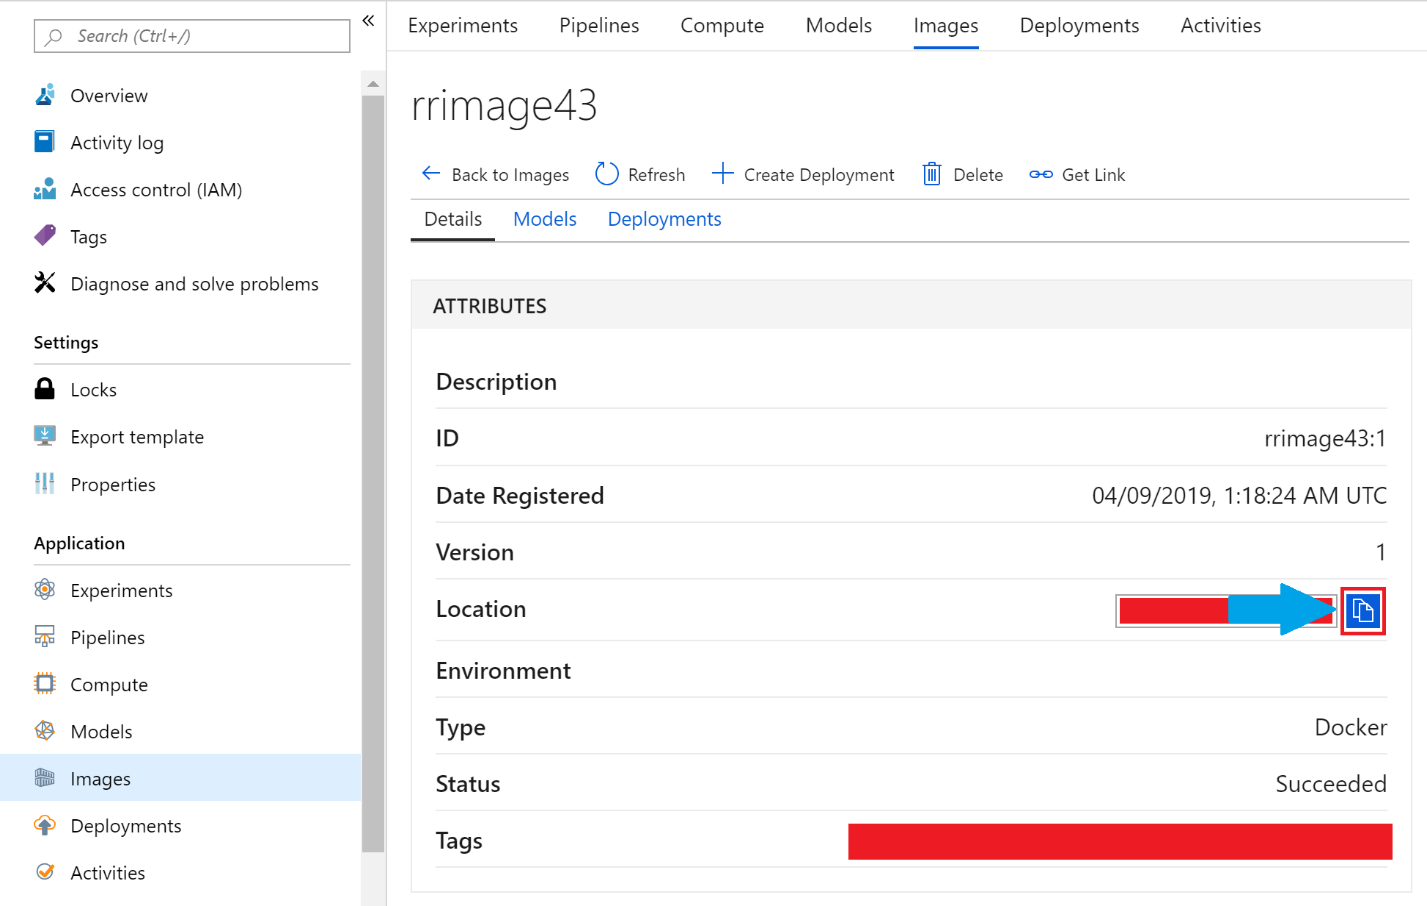 Search (Ctrl+/)
«
Overview
Activity log
Access control (IAM)
Tags
Diagnose and solve problems
Settings
Locks
Export template
Properties
Application
Experiments
Pipelines
Compute
Models
Images
Deployments
Activities
Experiments Pipelines Compute Models Images Deployments Activities
rrimage43
Back to Images Refresh Create Deployment Delete Get Link
Details Models Deployments
ATTRIBUTES
Description
ID rrimage43:1
Date Registered 04/09/2019, 1:18:24 AM UTC
Version 1
Location
Environment
Type Docker
Status Succeeded
Tags